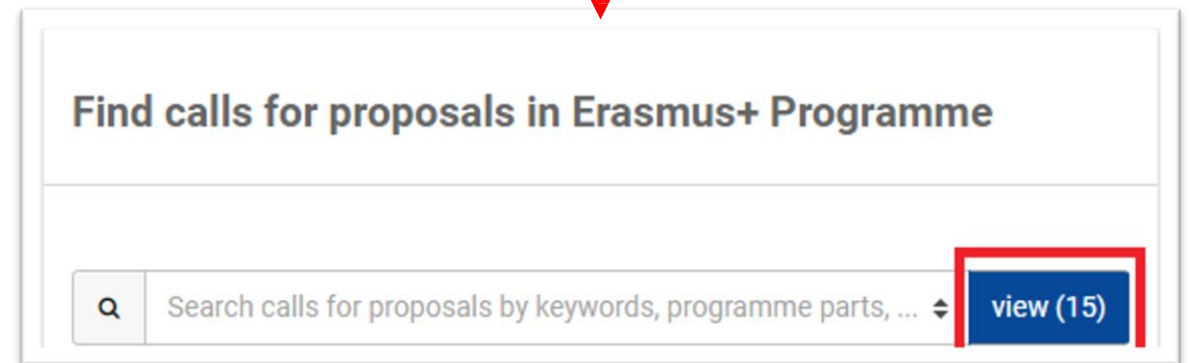 Find calls for proposals in Erasmus+ Programme
Search calls for proposals by keywords, programme parts, ... view (15)